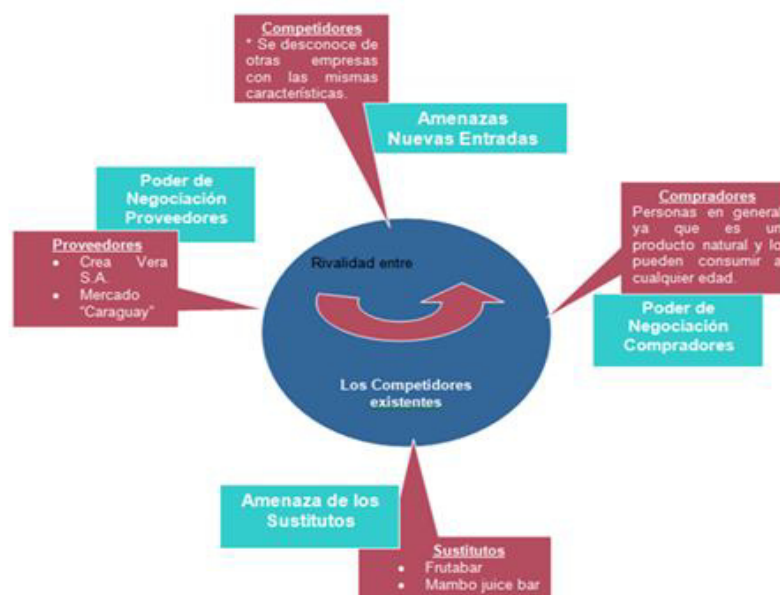 Competidores
* Se desconoce de
otras empresas
con las mismas
características.
Amenazas
Nuevas Entradas
Poder de
Negociación
Proveedores
Proveedores
• Crea Vera
S.A.
• Mercado
"Caraguay"
Compradores
Personas en general
ya que es un
producto natural y lo
pueden consumir a
cualquier edad.
Poder de
Negociación
Compradores
Rivalidad entre
Los Competidores
existentes
Amenaza de los
Sustitutos
Sustitutos
• Frutabar
• Mambo juice bar